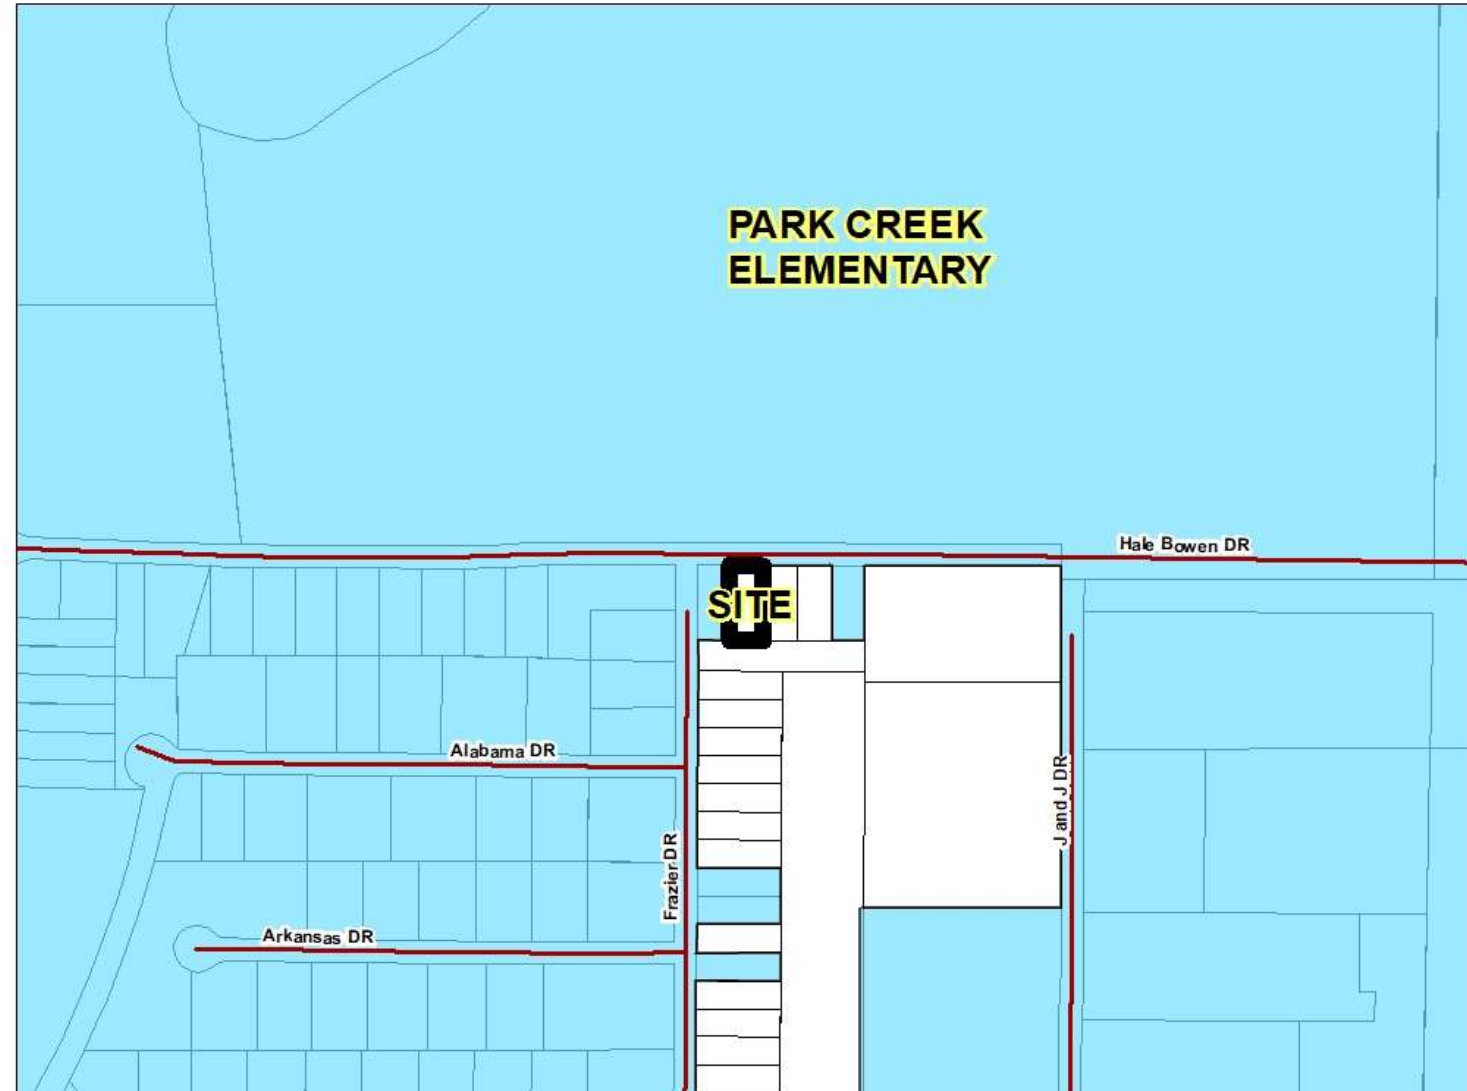 PARK CREEK
ELEMENTARY
Hale Bowen DR
SITE
Alabama DR
J and J DR
Frazier DR
Arkansas DR